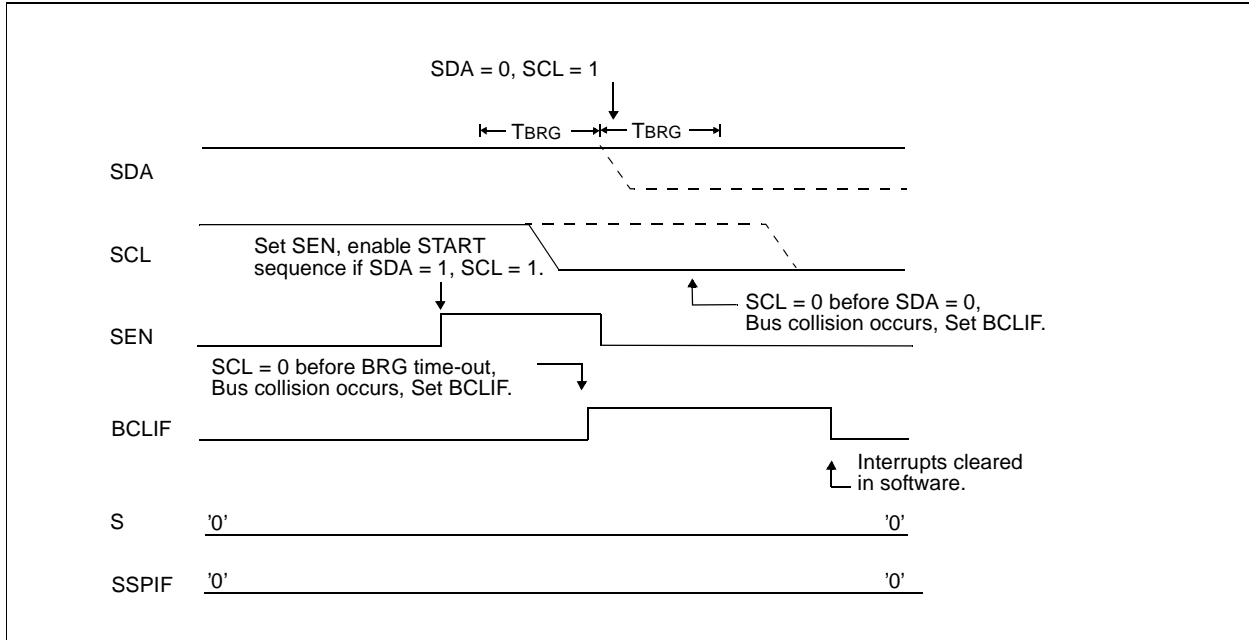 SDA = 0, SCL = 1
TBRG TBRG
SDA
SCL
Set SEN, enable START
sequence if SDA = 1, SCL = 1.
SCL = 0 before SDA = 0,
Bus collision occurs, Set BCLIF.
SEN
SCL = 0 before BRG time-out,
Bus collision occurs, Set BCLIF.
BCLIF
Interrupts cleared
in software.
S '0' '0'
SSPIF '0' '0'